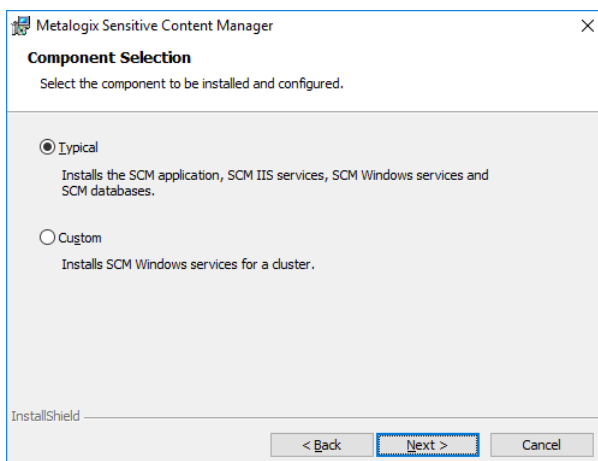 Metalogix Sensitive Content Manager
Component Selection
Select the component to be installed and configured.
Typical
Installs the SCM application, SCM IIS services, SCM Windows services and
SCM databases.
Custom
Installs SCM Windows services for a cluster.
InstallShield
< Back
Next >
Cancel